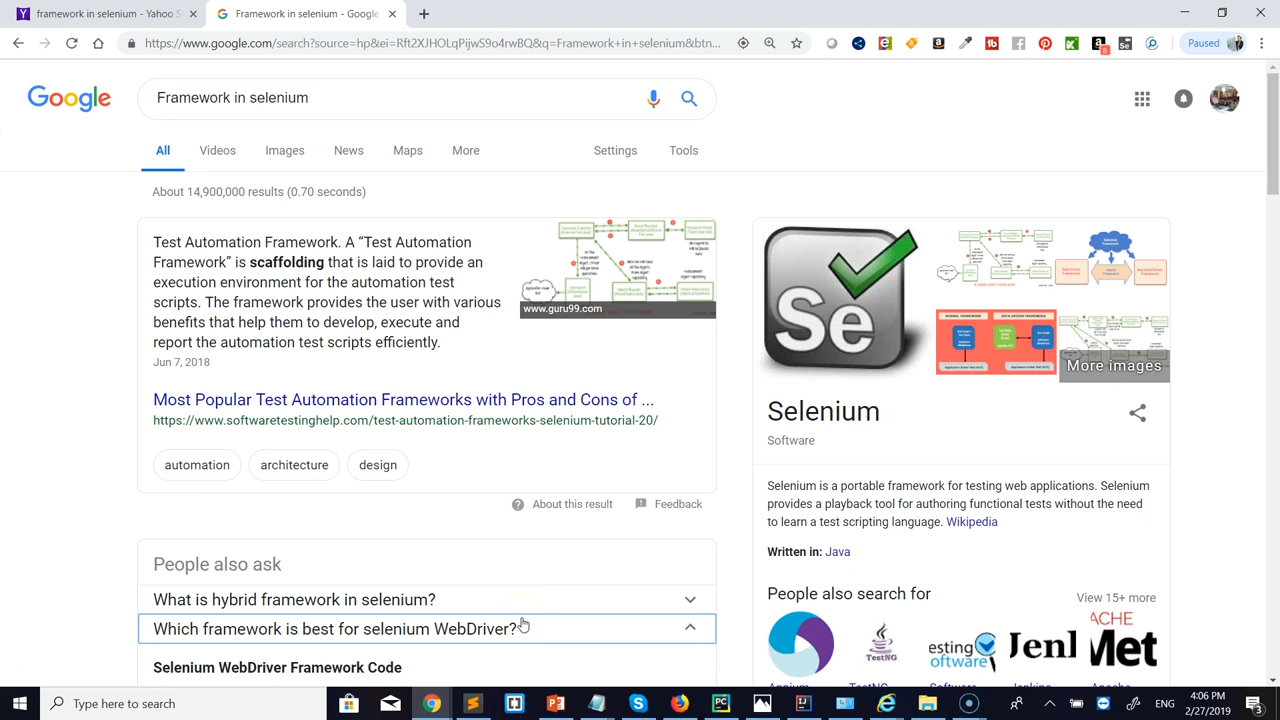 framework in selenium - Yahoo S
Framework in selenium - Google
https://www.google.com/search?source=hp&ei=Aft2XIHOLqPijwS9o4rwBQ&q=Framework+in+selenium&btn...
Paused
Google
Framework in selenium
All
Videos
Images
News
Maps
More
Settings
Tools
About 14,900,000 results (0.70 seconds)
Test Automation Framework. A “Test Automation
Framework” is scaffolding that is laid to provide an
execution environment for the automation test
scripts. The framework provides the user with various
benefits that help them to develop, execute and
report the automation test scripts efficiently.
Jun 7, 2018
www.guru99.com
Most Popular Test Automation Frameworks with Pros and Cons of ...
https://www.softwaretestinghelp.com/test-automation-frameworks-selenium-tutorial-20/
automation
architecture
design
About this result
Feedback
People also ask
What is hybrid framework in selenium?
Which framework is best for selenium WebDriver?
Selenium WebDriver Framework Code
Se
More images
Selenium
Software
Selenium is a portable framework for testing web applications. Selenium
provides a playback tool for authoring functional tests without the need
to learn a test scripting language. Wikipedia
Written in: Java
People also search for
View 15+ more
TestNG
esting
oftware
Jenl
ACHE
Met
Type here to search
ENG
4:06 PM
2/27/2019
3